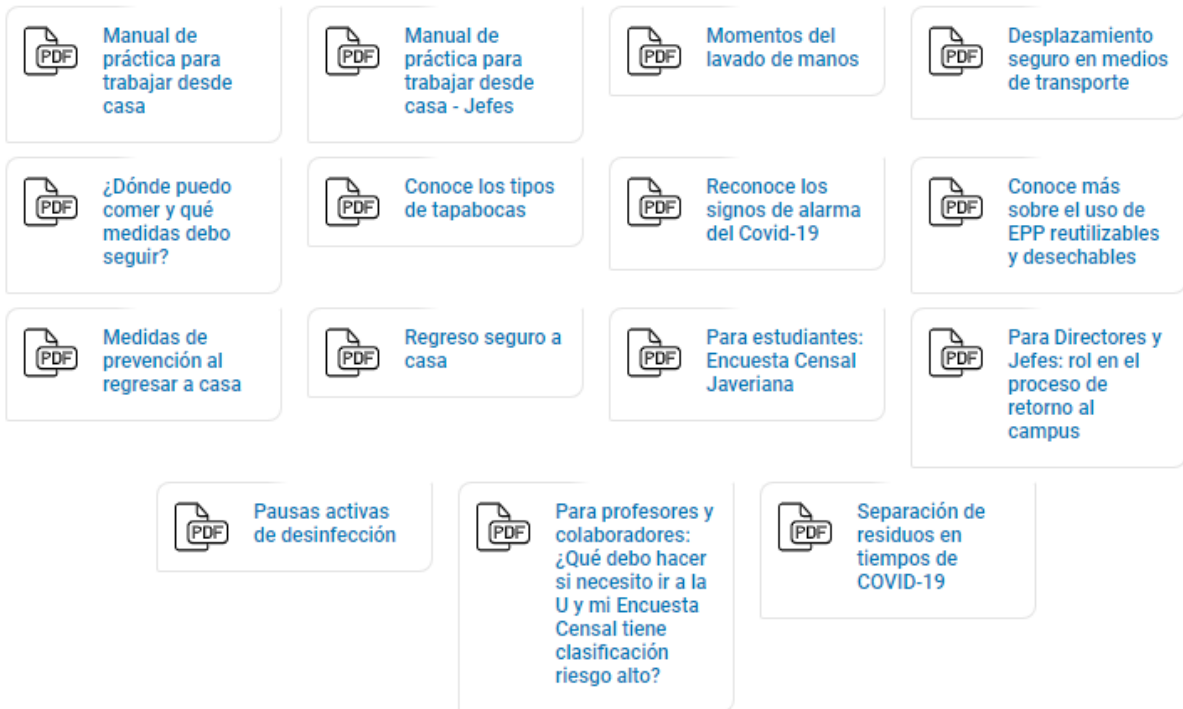 PDF
Manual de
práctica para
trabajar desde
casa
PDF
Manual de
práctica para
trabajar desde
casa - Jefes
PDF
Momentos del
lavado de manos
PDF
Desplazamiento
seguro en medios
de transporte
PDF
¿Dónde puedo
comer y qué
medidas debo
seguir?
PDF
Conoce los tipos
de tapabocas
PDF
Reconoce los
signos de alarma
del Covid-19
PDF
Conoce más
sobre el uso de
EPP reutilizables
y desechables
PDF
Medidas de
prevención al
regresar a casa
PDF
Regreso seguro a
casa
PDF
Para estudiantes:
Encuesta Censal
Javeriana
PDF
Para Directores y
Jefes: rol en el
proceso de
retorno al
campus
PDF
Pausas activas
de desinfección
PDF
Para profesores y
colaboradores:
¿Qué debo hacer
si necesito ir a la
U y mi Encuesta
Censal tiene
clasificación
riesgo alto?
PDF
Separación de
residuos en
tiempos de
COVID-19